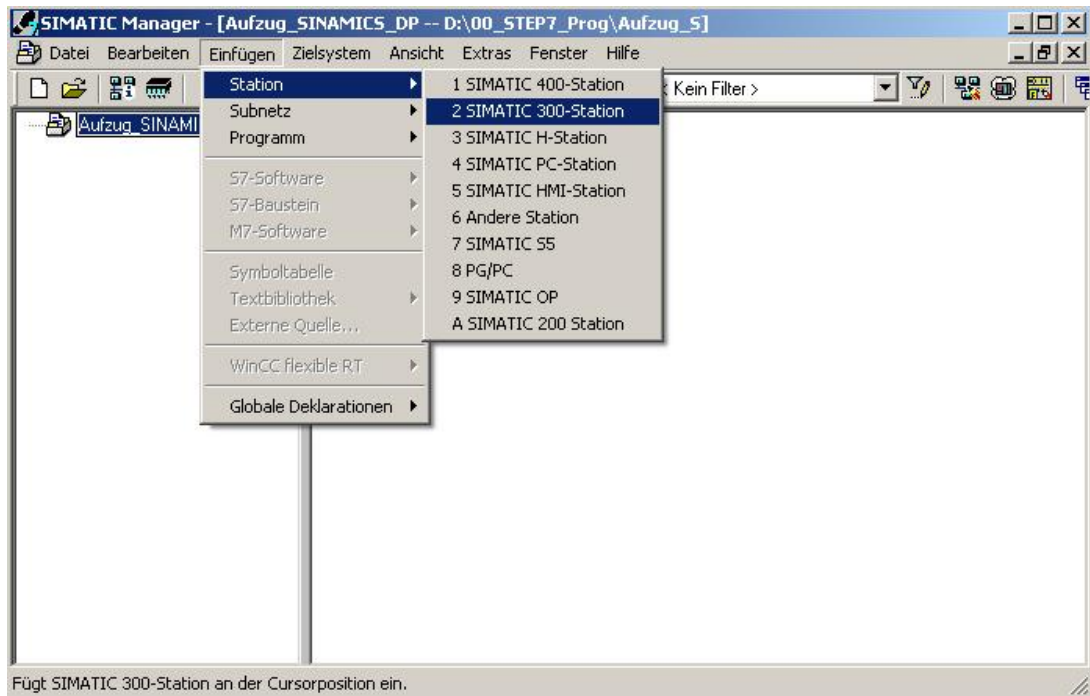 SIMATIC Manager - [Aufzug_SINAMICS_DP -- D:\00_STEP7_Prog\Aufzug_S]
Datei Bearbeiten Einfügen Zielsystem Ansicht Extras Fenster Hilfe
Kein Filter >
Aufzug_SINAMI
Station
Subnetz
Programm
S7-Software
S7-Baustein
M7-Software
Symboltabelle
Textbibliothek
Externe Quelle...
WinCC flexible RT
Globale Deklarationen
1 SIMATIC 400-Station
2 SIMATIC 300-Station
3 SIMATIC H-Station
4 SIMATIC PC-Station
5 SIMATIC HMI-Station
6 Andere Station
7 SIMATIC S5
8 PG/PC
9 SIMATIC OP
A SIMATIC 200 Station
Fügt SIMATIC 300-Station an der Cursorposition ein.